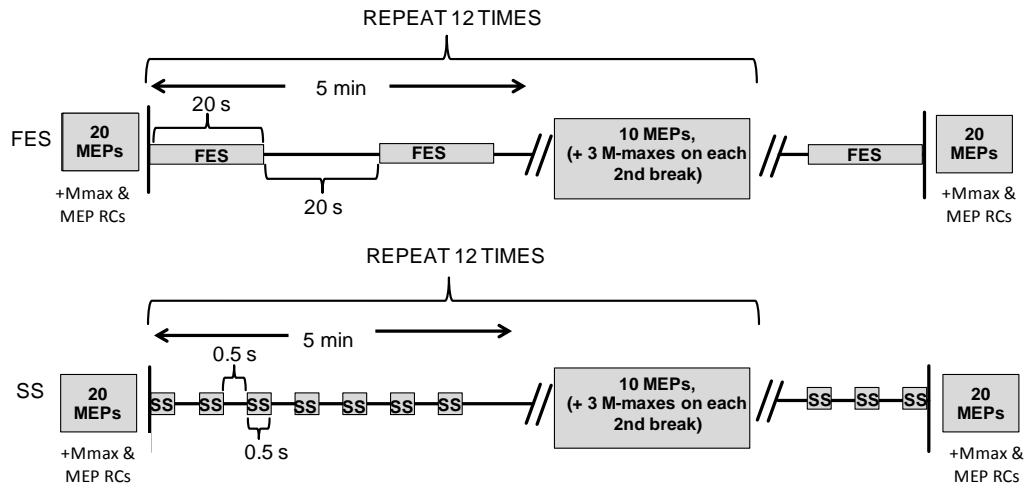 REPEAT 12 TIMES
5 min
20 s
FES
20
MEPs
+Mmax &
MEP RCs
FES
FES
20 s
10 MEPs,
(+ 3 M-maxes on each
2nd break)
FES
20
MEPs
+Mmax &
MEP RCs
REPEAT 12 TIMES
5 min
0.5 s
SS
20
MEPs
+Mmax &
MEP RCs
SS SS SS SS SS SS SS
0.5 s
10 MEPs,
(+ 3 M-maxes on each
2nd break)
SS SS SS
20
MEPs
+Mmax &
MEP RCs